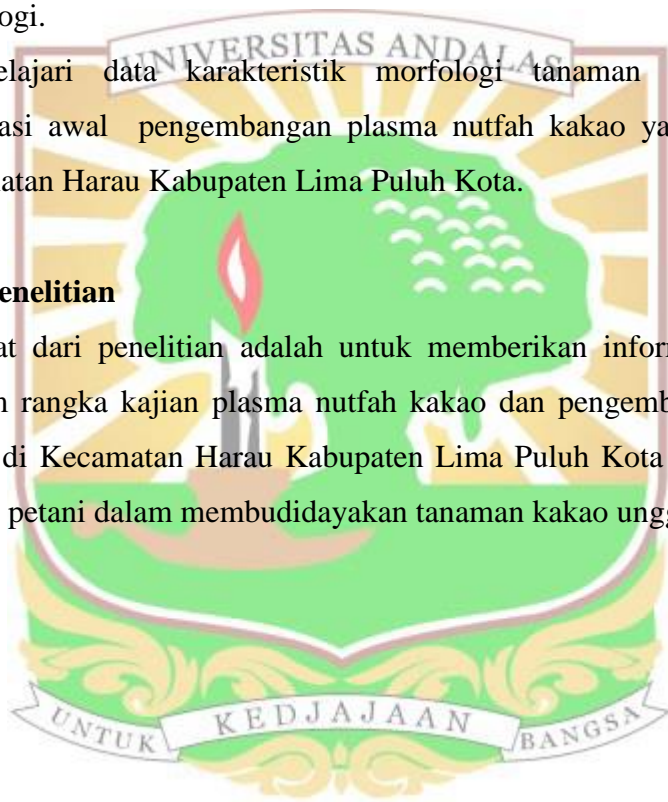 ogi.
UNIVERSITAS ANDALAS
elajari data karakteristik morfologi tanaman
asi awal pengembangan plasma nutfah kakao ya
atan Harau Kabupaten Lima Puluh Kota.
enelitian
at dari penelitian adalah untuk memberikan infor
n rangka kajian plasma nutfah kakao dan pengemb
di Kecamatan Harau Kabupaten Lima Puluh Kota
petani dalam membudidayakan tanaman kakao ungg
UNTUK KEDJAJAAN BANGSA